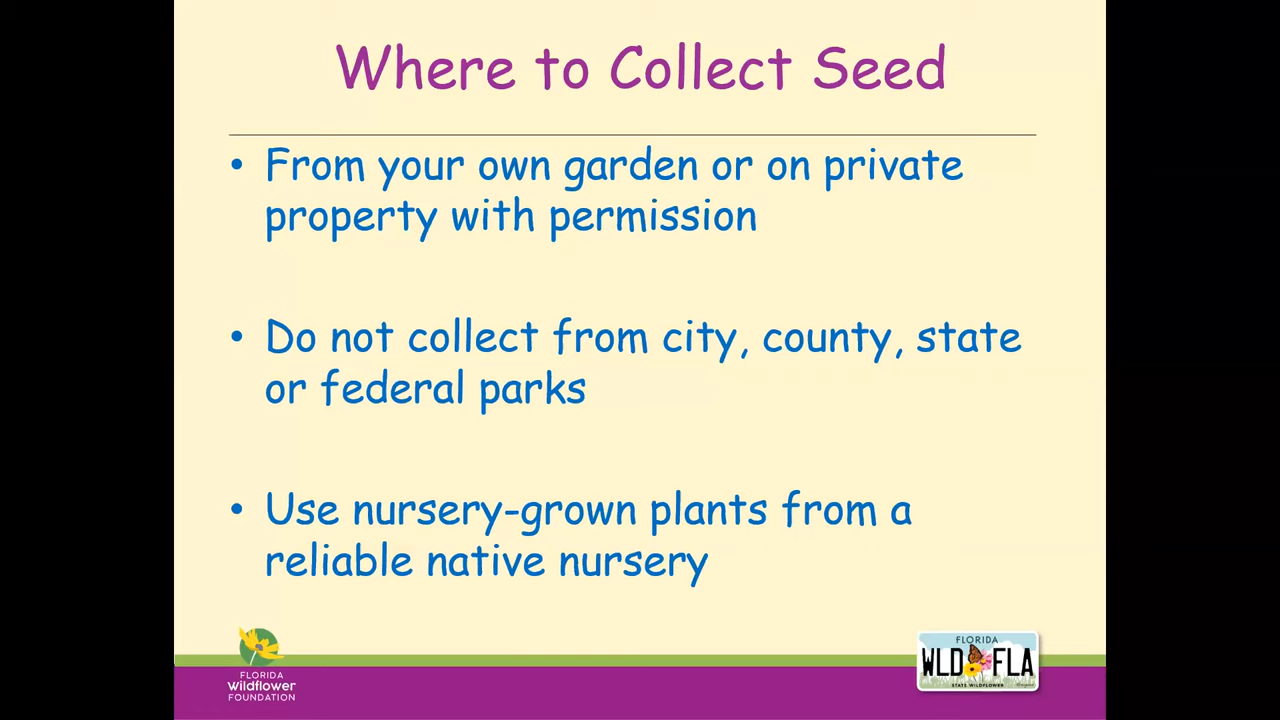 Where to Collect Seed
• From your own garden or on private
property with permission
• Do not collect from city, county, state
or federal parks
• Use nursery-grown plants from a
reliable native nursery
FLORIDA
Wildflower
FOUNDATION
FLORIDA
WLD FLA
STATE WILDFLOWER